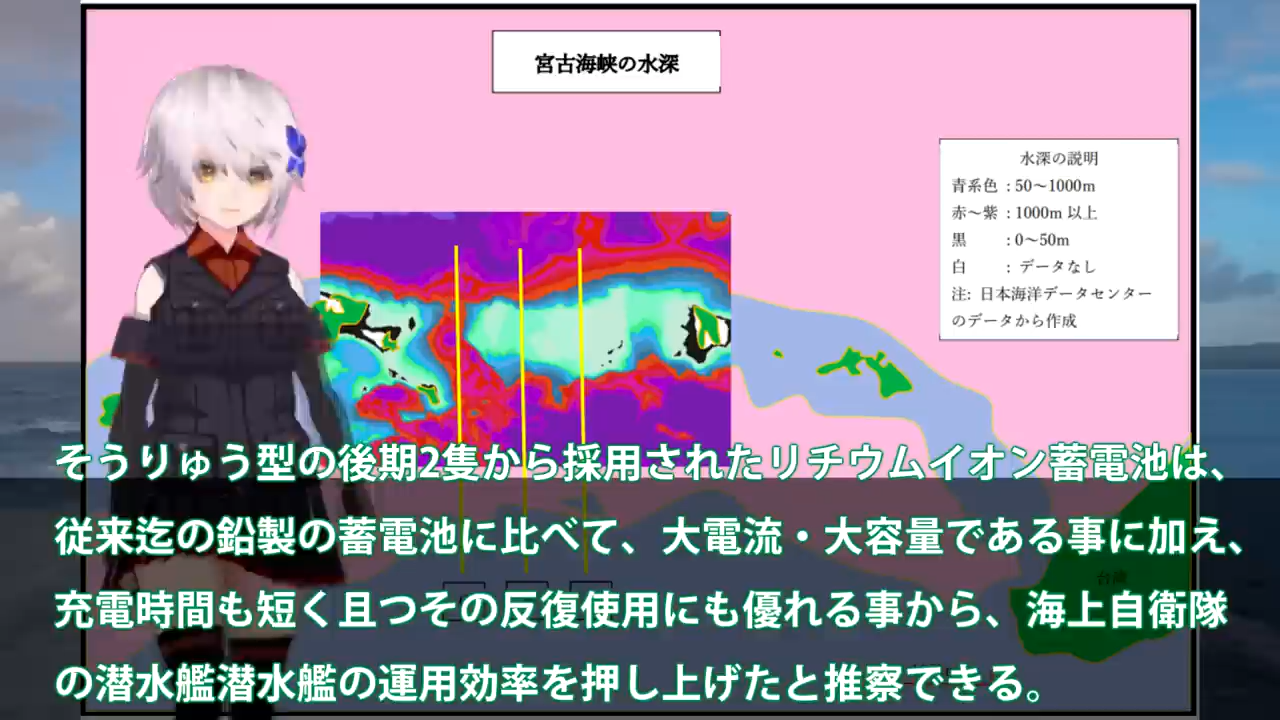 宮古海峡の水深
水深の説明
青系色 : 50～1000m
赤～紫 : 1000m 以上
黒 : 0～50m
白 : データなし
注: 日本海洋データセンター
のデータから作成
台湾
そうりゅう型の後期2隻から採用されたリチウムイオン蓄電池は、
従来迄の鉛製の蓄電池に比べて、大電流・大容量である事に加え、
充電時間も短く且つその反復使用にも優れる事から、海上自衛隊
の潜水艦潜水艦の運用効率を押し上げたと推察できる。